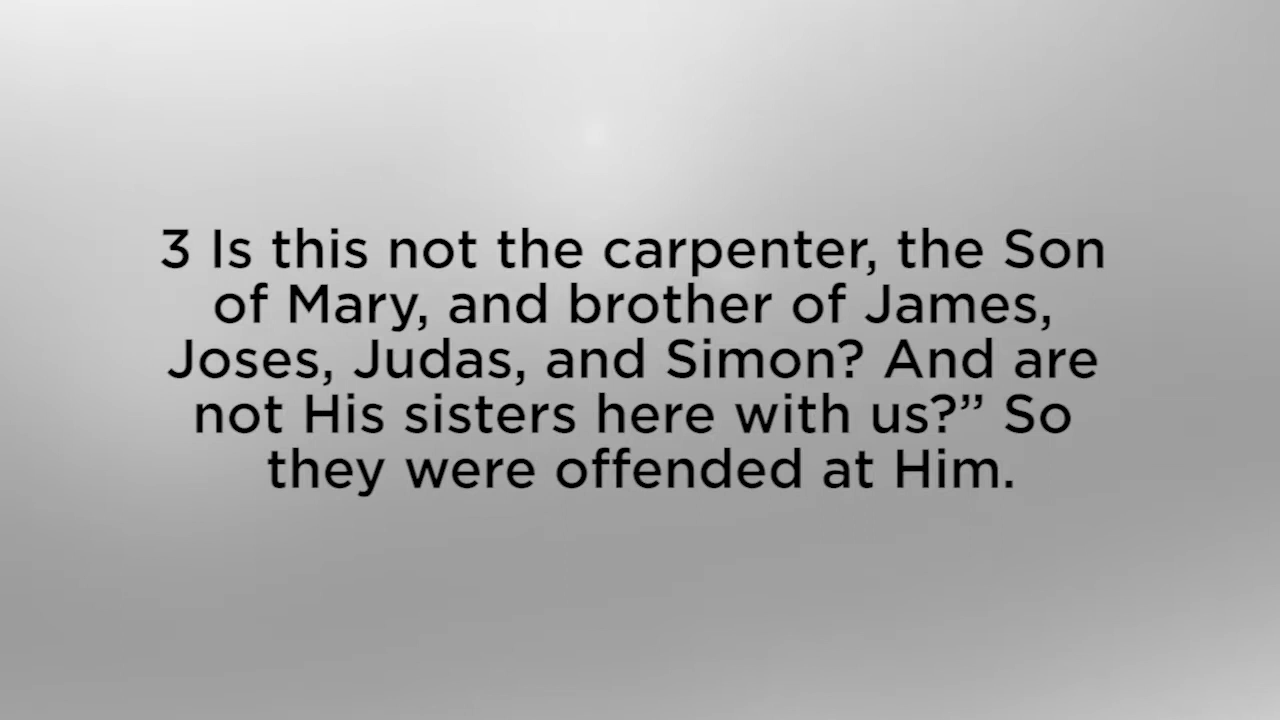 3 Is this not the carpenter, the Son
of Mary, and brother of James,
Joses, Judas, and Simon? And are
not His sisters here with us?” So
they were offended at Him.